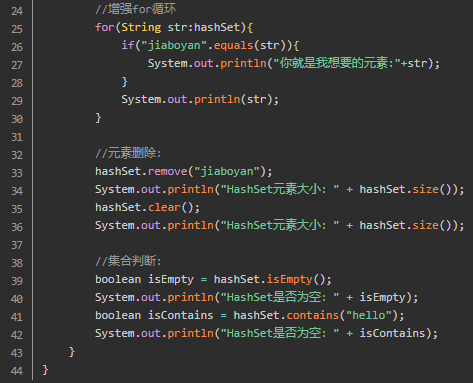 24 //增强for循环
25 for(String str:hashSet){
26 if("jiaboyan".equals(str)){
27 System.out.println("你就是我想要的元素:"+str);
28 }
29 System.out.println(str);
30 }
31
32 //元素删除:
33 hashSet.remove("jiaboyan");
34 System.out.println("HashSet元素大小: " + hashSet.size());
35 hashSet.clear();
36 System.out.println("HashSet元素大小: " + hashSet.size());
37
38 //集合判断:
39 boolean isEmpty = hashSet.isEmpty();
40 System.out.println("HashSet是否为空: " + isEmpty);
41 boolean isContains = hashSet.contains("hello");
42 System.out.println("HashSet是否为空: " + isContains);
43 }
44 }